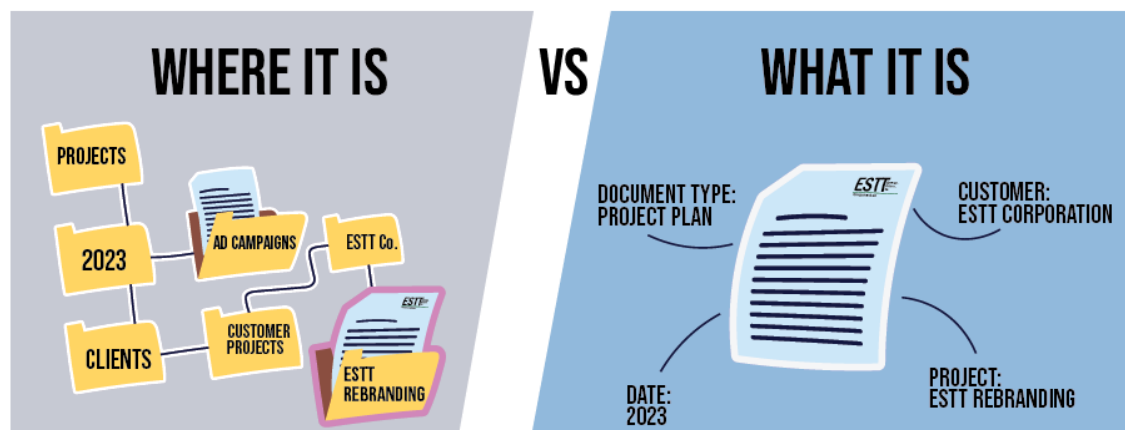 WHERE IT IS
VS
WHAT IT IS
PROJECTS
2023
AD CAMPAIGNS
ESTT Co.
CLIENTS
CUSTOMER
PROJECTS
ESTT
ESTT
REBRANDING
DOCUMENT TYPE:
PROJECT PLAN
ESTT
CUSTOMER:
ESTT CORPORATION
DATE:
2023
PROJECT:
ESTT REBRANDING